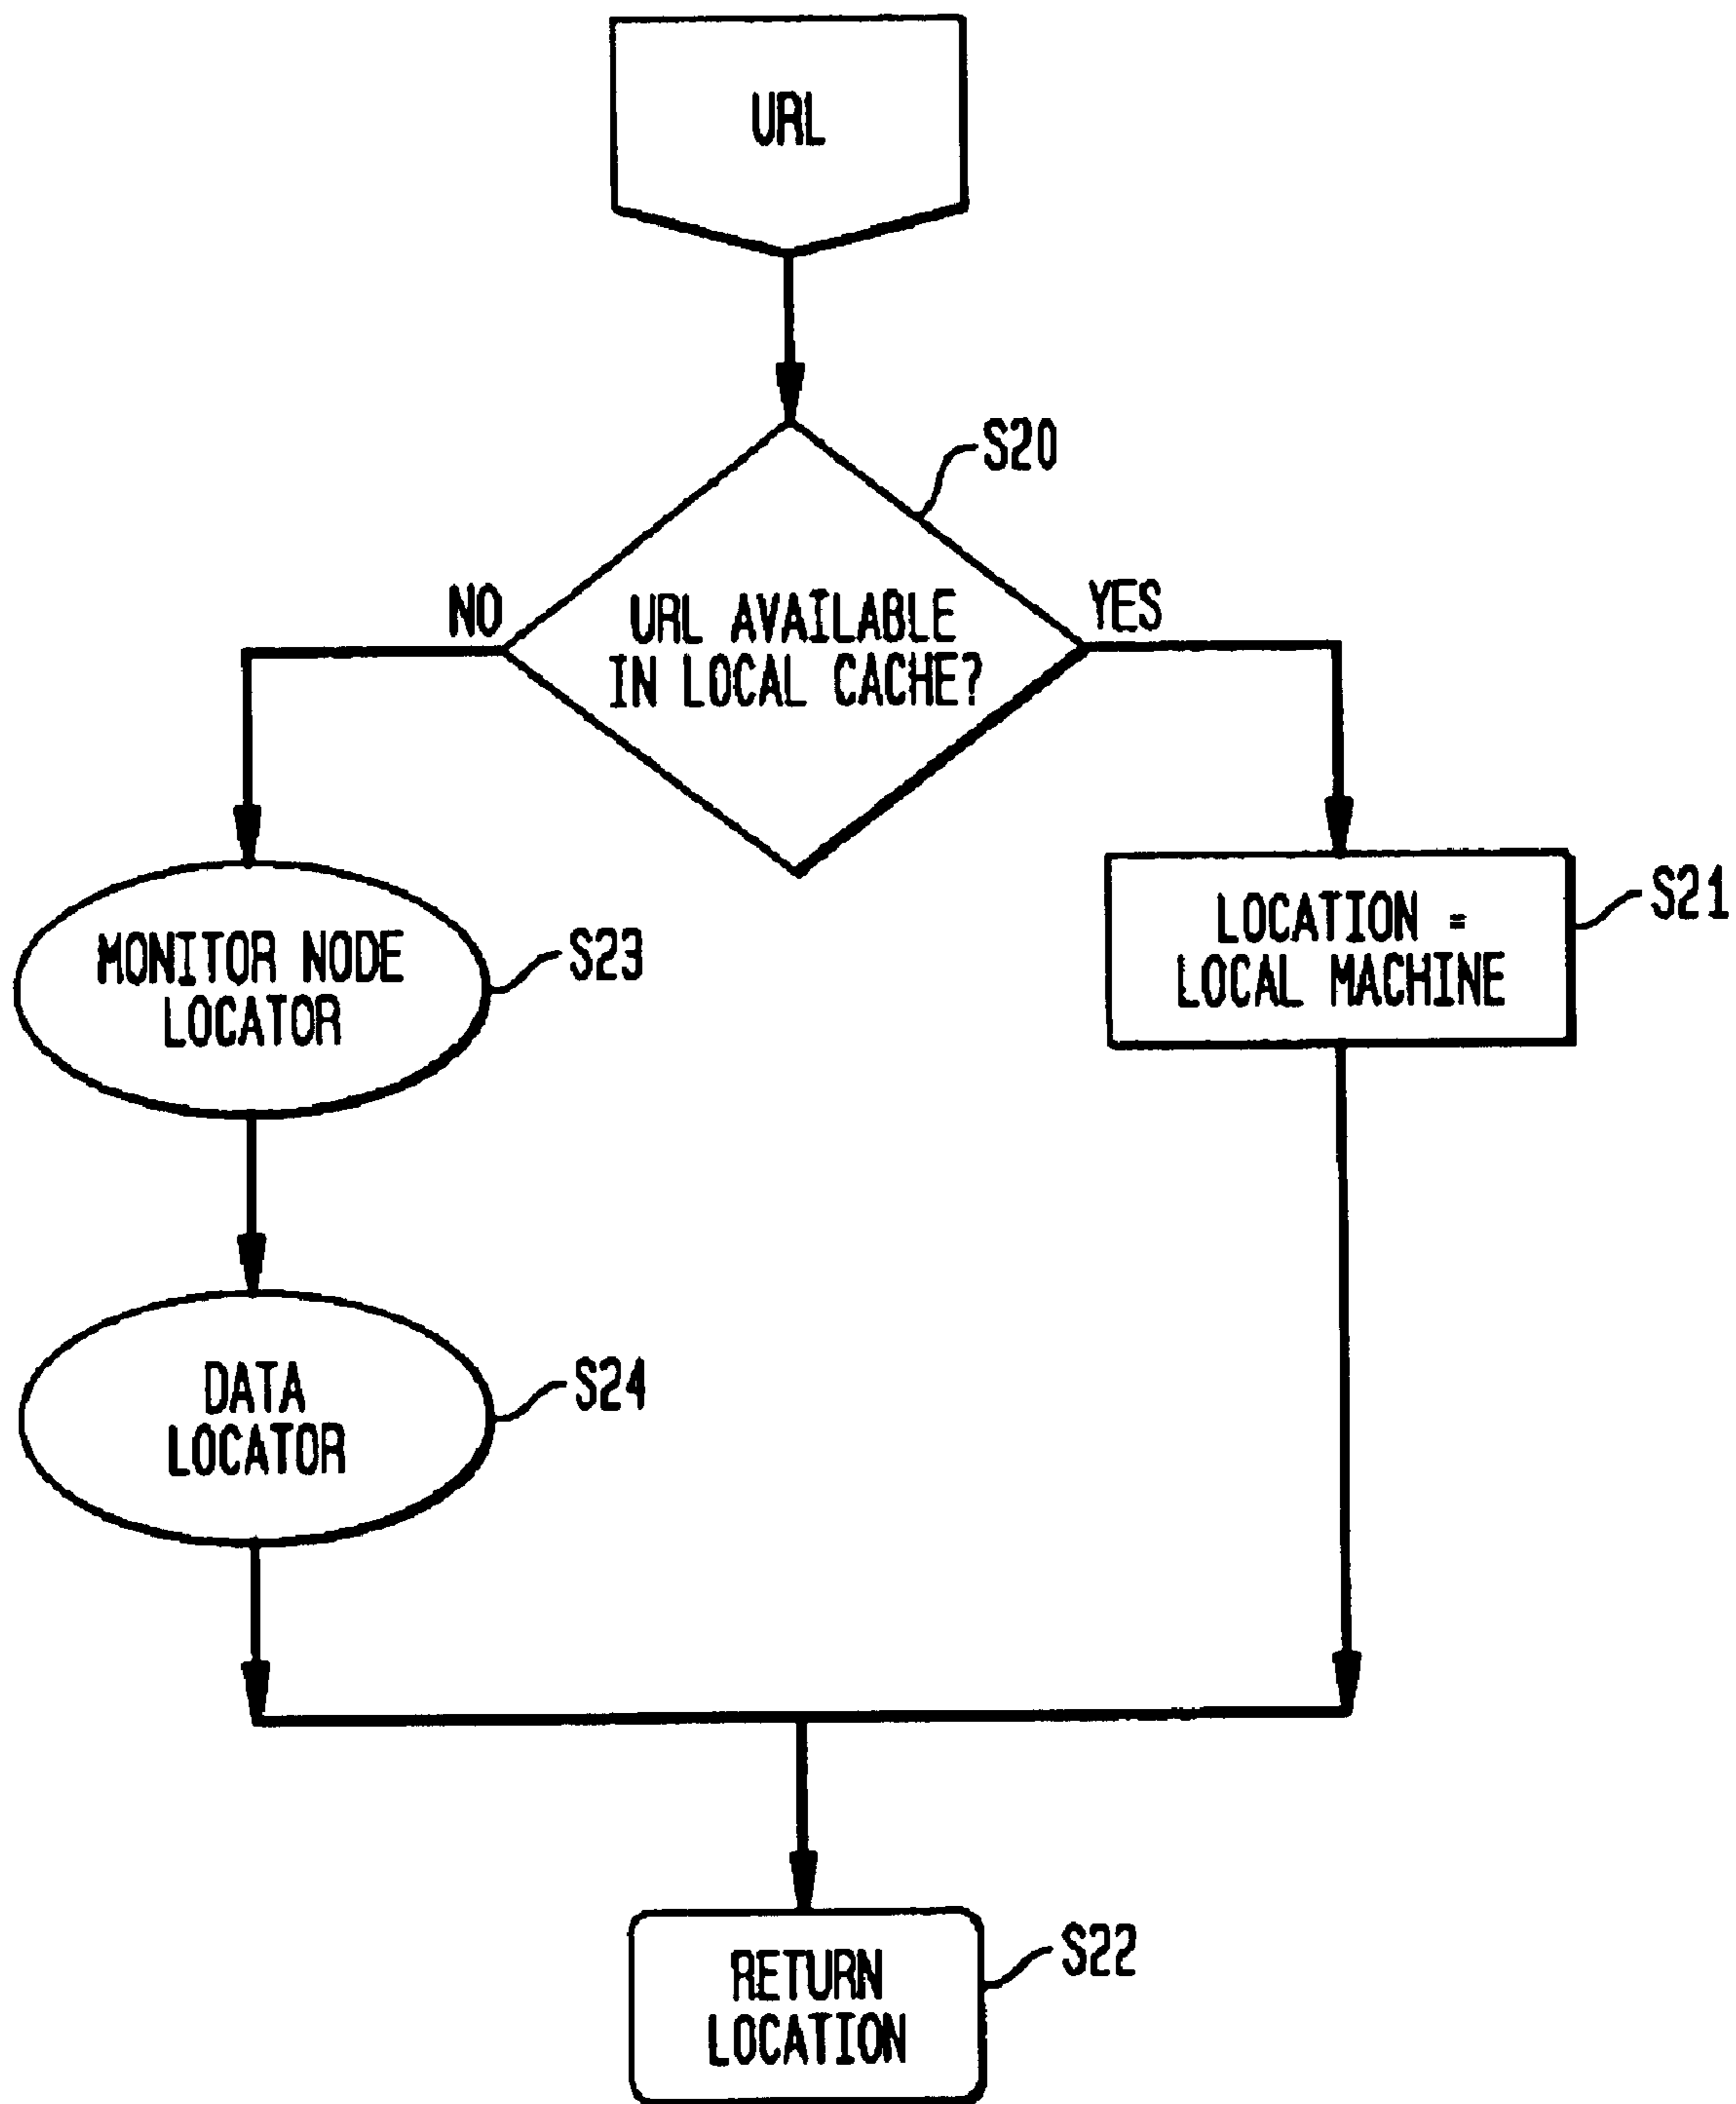 URL
S20
NO
YES
URL AVAILABLE
IN LOCAL CACHE?
S21
LOCATION =
LOCAL MACHINE
S23
MONITOR NODE
LOCATOR
S24
DATA
LOCATOR
S22
RETURN
LOCATION